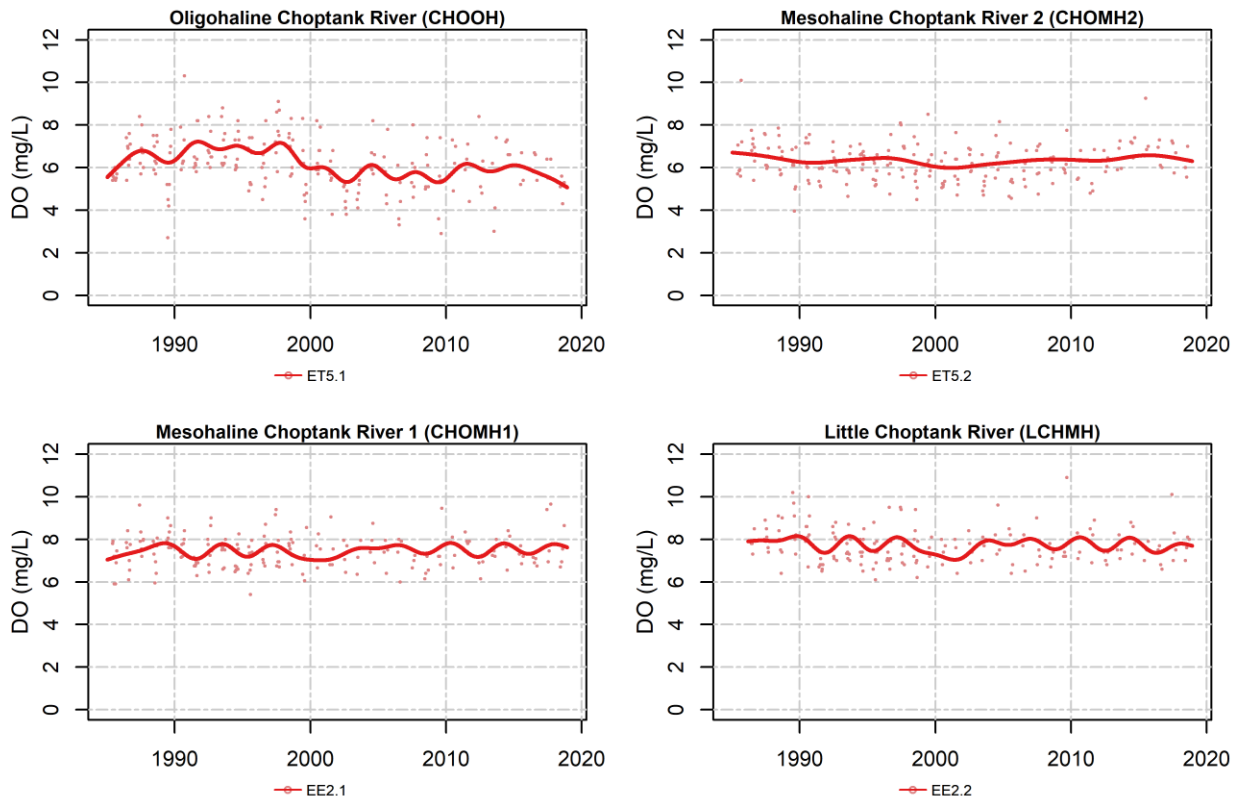 Oligohaline Choptank River (CHOOH)
DO (mg/L)
12
10
8
6
4
2
0
1990 2000 2010 2020
ET5.1
Mesohaline Choptank River 2 (CHOMH2)
DO (mg/L)
12
10
8
6
4
2
0
1990 2000 2010 2020
ET5.2
Mesohaline Choptank River 1 (CHOMH1)
DO (mg/L)
12
10
8
6
4
2
0
1990 2000 2010 2020
EE2.1
Little Choptank River (LCHMH)
DO (mg/L)
12
10
8
6
4
2
0
1990 2000 2010 2020
EE2.2